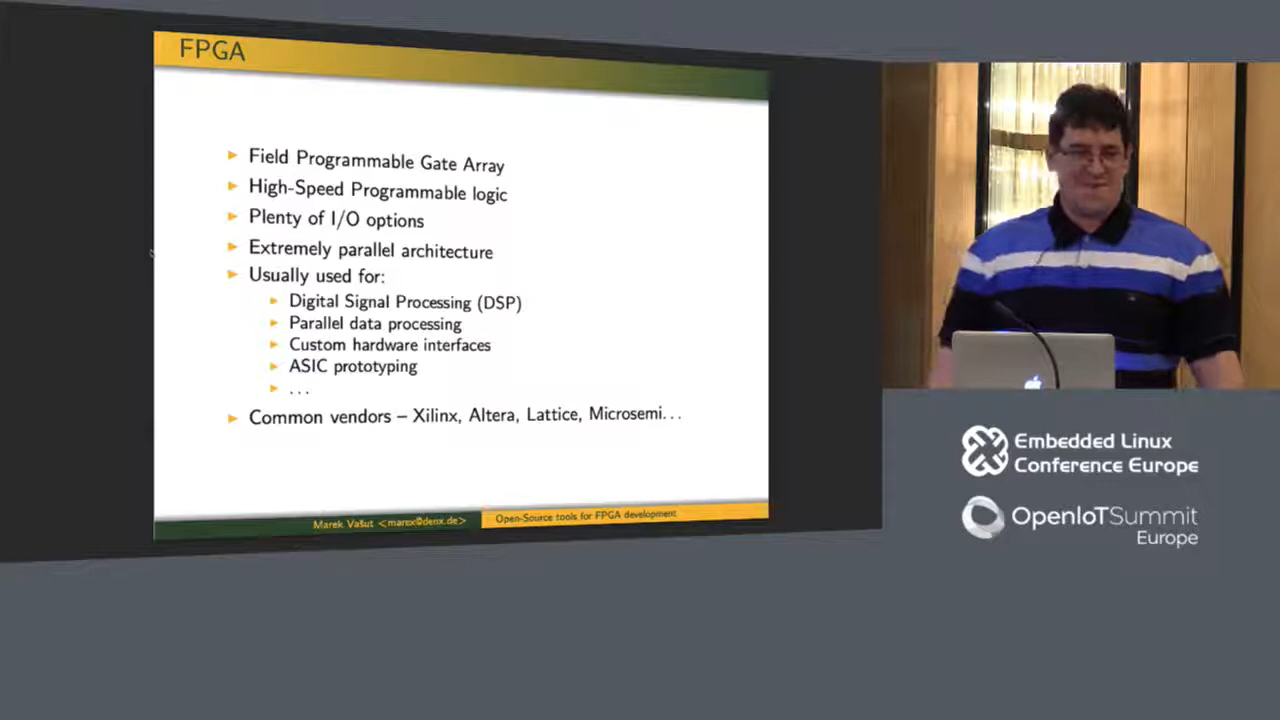 FPGA
Field Programmable Gate Array
High-Speed Programmable logic
Plenty of I/O options
Extremely parallel architecture
Usually used for:
Digital Signal Processing (DSP)
Parallel data processing
Custom hardware interfaces
ASIC prototyping
...
Common vendors – Xilinx, Altera, Lattice, Microsemi...
Marek Vašut <marex@denx.de>
Open-Source tools for FPGA development
Embedded Linux
Conference Europe
OpenIoTSummit
Europe